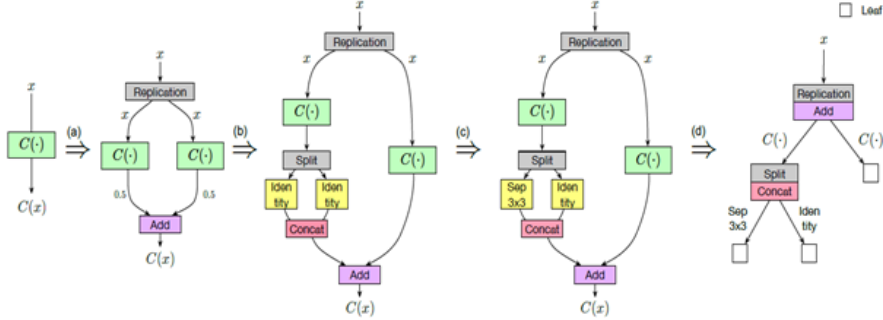 x
C(·)
C(x)
(a)
x
Replication
x
x
C(·)
C(·)
0.5
0.5
Add
C(x)
(b)
x
Replication
x
x
C(·)
Split
Iden
tity
Iden
tity
Concat
C(·)
Add
C(x)
(c)
x
Replication
x
x
C(·)
Split
Sep
3x3
Iden
tity
Concat
C(·)
Add
C(x)
(d)
Leaf
x
Replication
Add
C(·)
C(·)
Split
Concat
Sep
3x3
Iden
tity